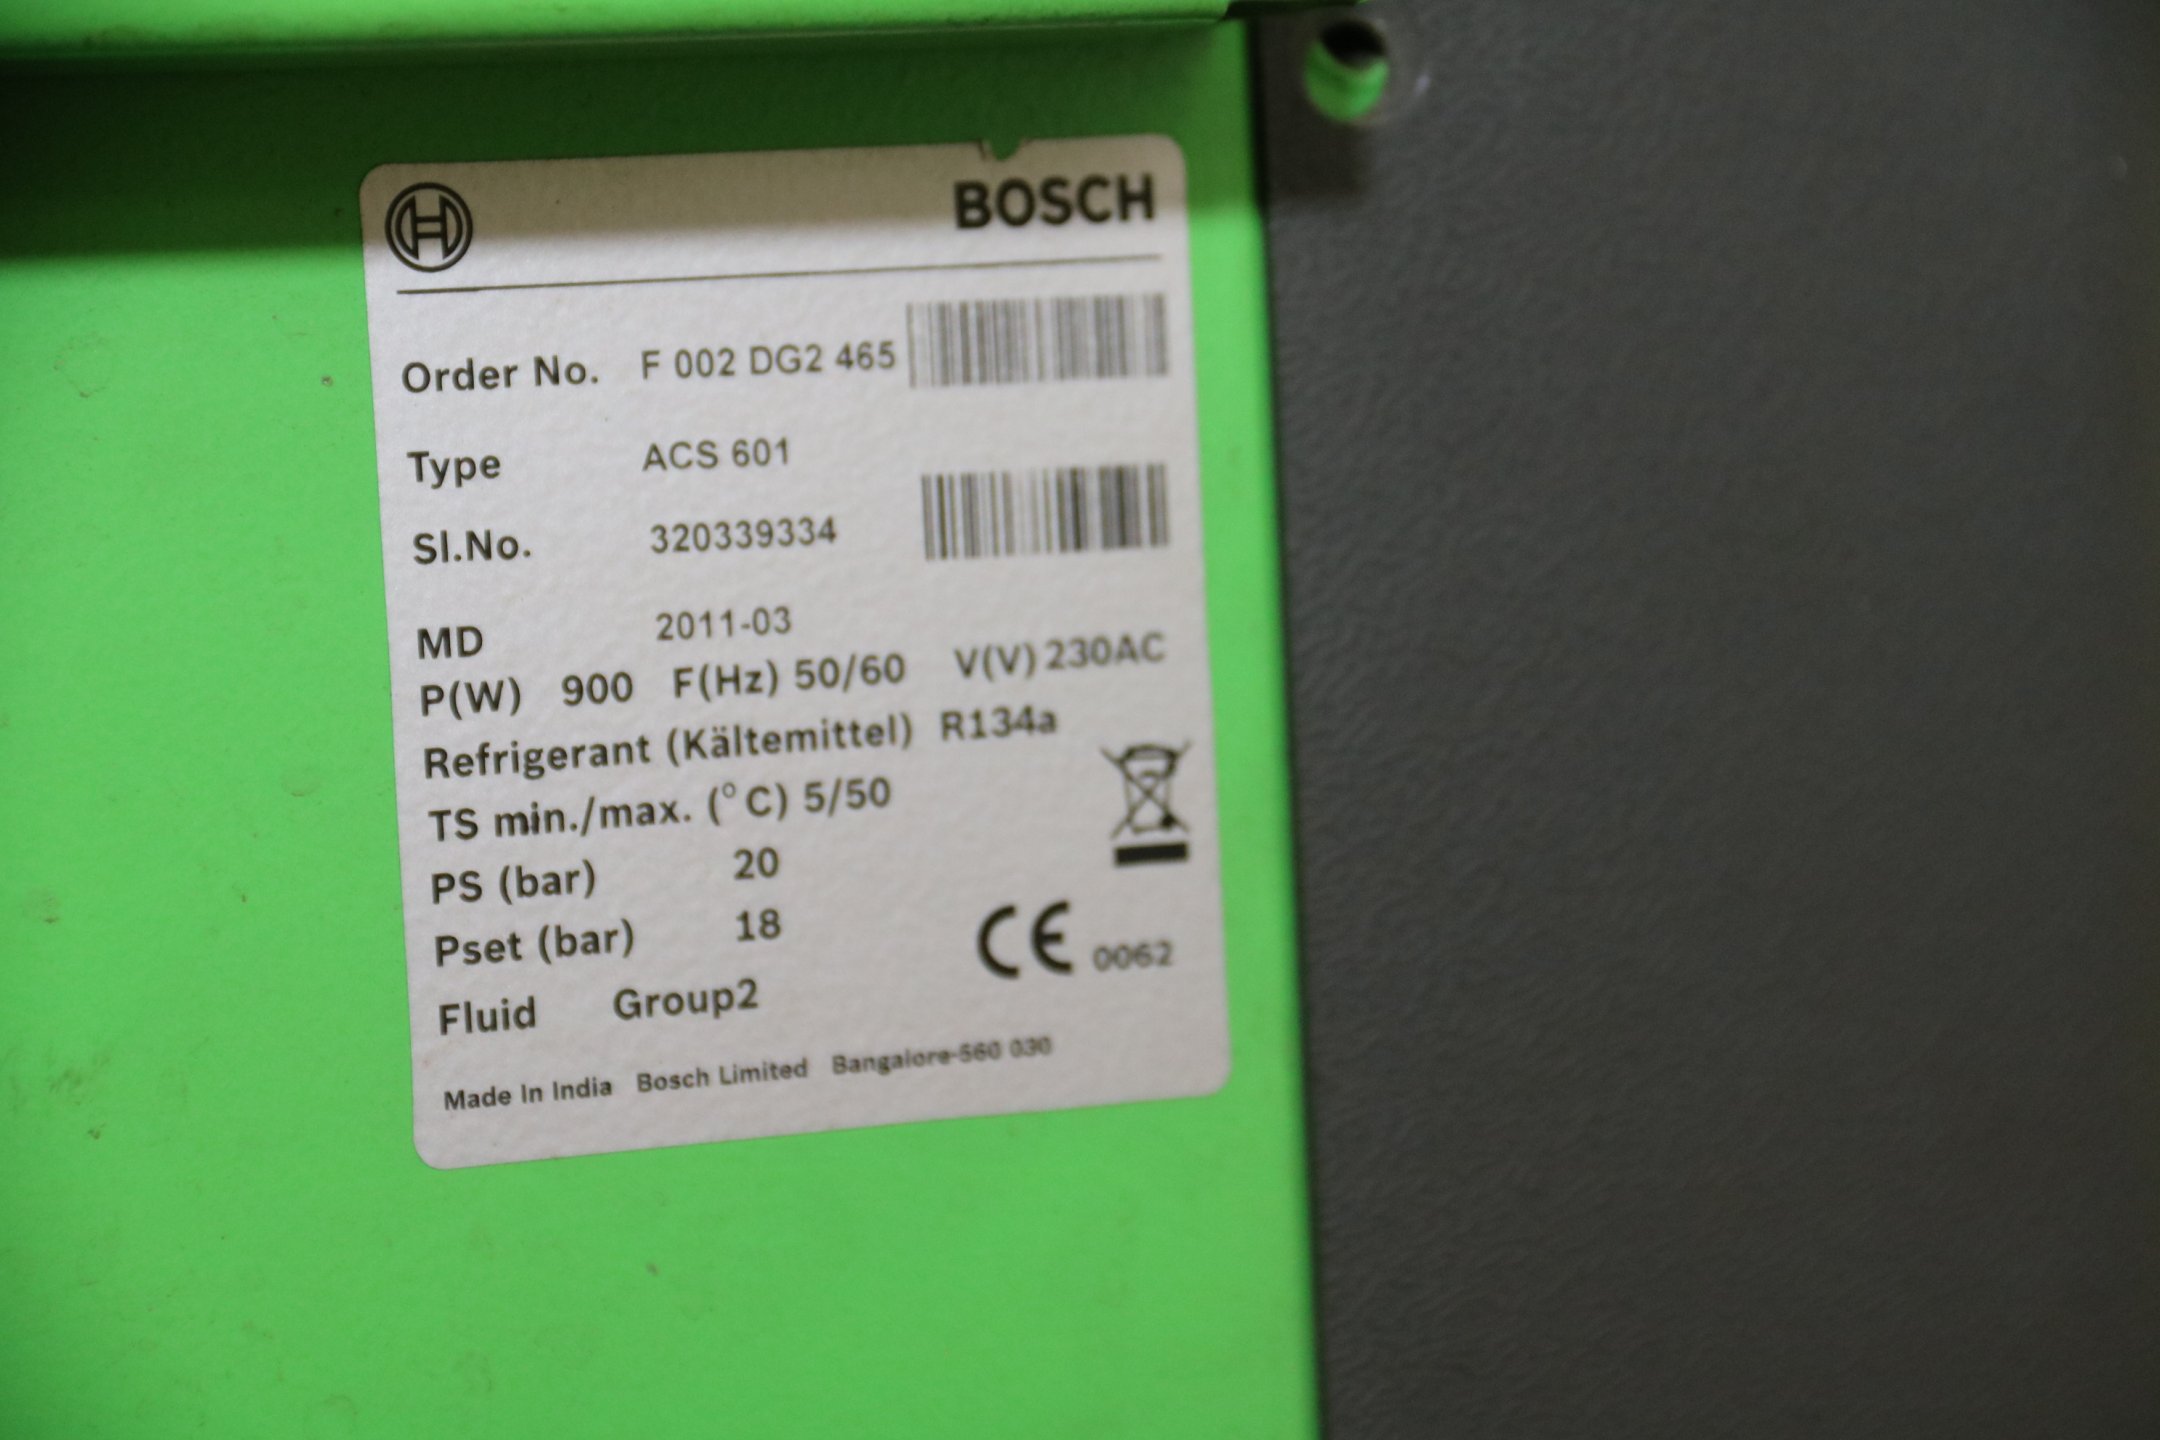 BOSCH
Order No. F 002 DG2 465
Type ACS 601
Sl.No. 320339334
MD 2011-03
P(W) 900 F(Hz) 50/60 V(V) 230AC
Refrigerant (Kältemittel) R134a
TS min./max. (°C) 5/50
PS (bar) 20
Pset (bar) 18
CE 0062
Fluid Group2
Made In India Bosch Limited Bangalore-560 030